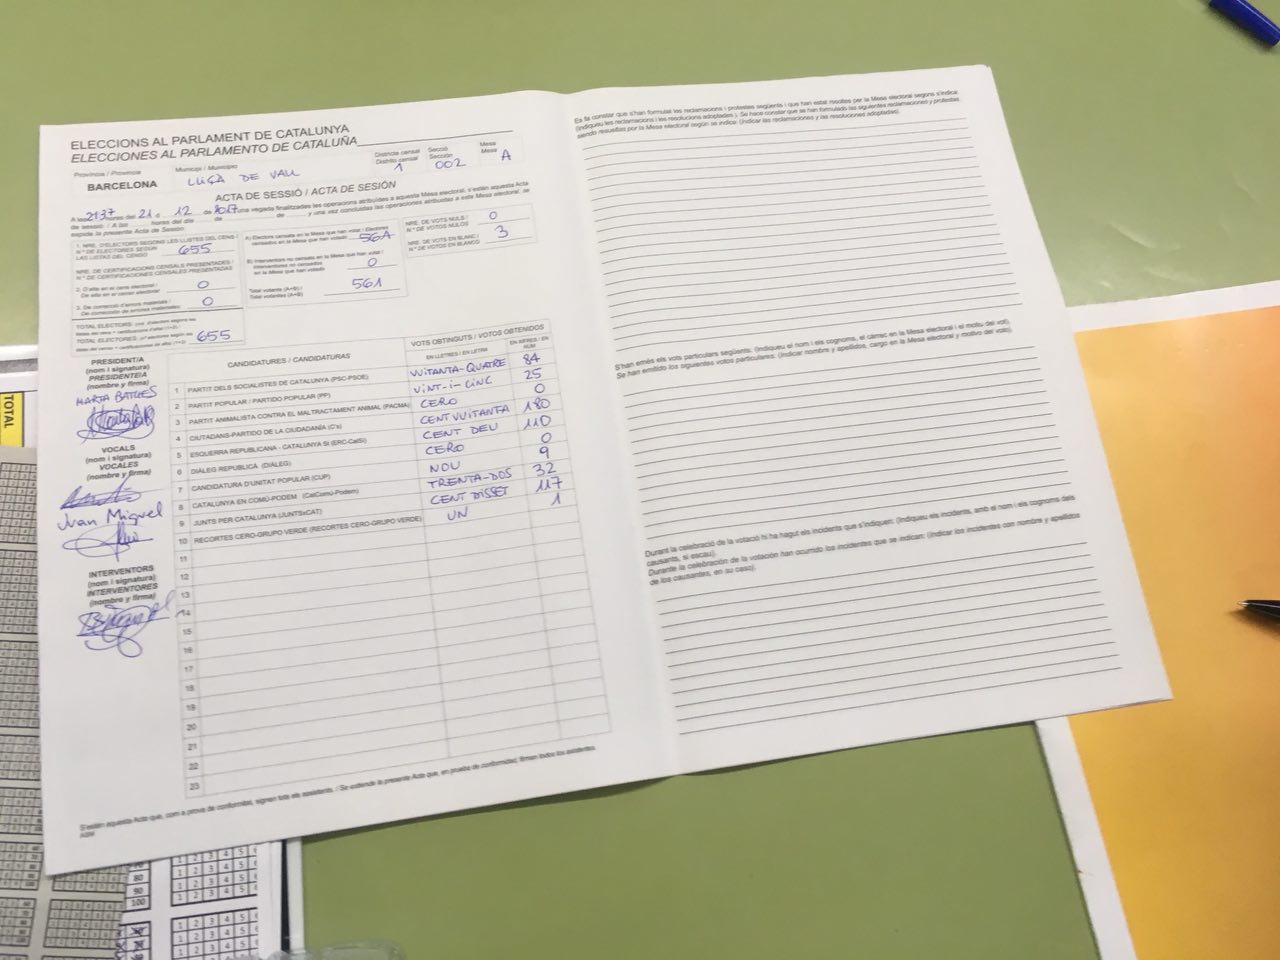 ELECCIONS AL PARLAMENT DE CATALUNYA
ELECCIONES AL PARLAMENTO DE CATALUÑA
Província / Provincia
BARCELONA
Municipi / Municipio
LLIÇA DE VALL
Districte censal
Distrito censal
1
Secció
Sección
002
Mesa
Mesa
A
ACTA DE SESSIÓ / ACTA DE SESIÓN
A les 21:37 hores del 21 d 12 de 2017, una vegada finalitzades les operacions atribuïdes a aquesta Mesa electoral, s'estén aquesta Acta
de sessió / A las hores del día de de y una vez concluidas las operaciones atribuidas a esta Mesa electoral, se
expide la presente Acta de Sesión:
1. NRE. D'ELECTORS SEGONS LES LLISTES DEL CENS /
N.º DE ELECTORES SEGÚN
LAS LISTAS DEL CENSO
655
NRE. DE CERTIFICACIONS CENSALS PRESENTADES /
N.º DE CERTIFICACIONES CENSALES PRESENTADAS
2. D'alta en el cens electoral /
De alta en el censo electoral
0
3. De correcció d'errors materials /
De corrección de errores materiales
0
TOTAL ELECTORS
TOTAL ELECTORES
655
A) Electors censats en la Mesa que han votat / Electores
censados en la Mesa que han votado
561
B) Interventors no censats en la Mesa que han votat /
Interventores no censados
en la Mesa que han votado
0
Total votants (A+B) /
Total votantes (A+B)
561
NRE. DE VOTS NULS /
N.º DE VOTOS NULOS
0
NRE. DE VOTS EN BLANC /
N.º DE VOTOS EN BLANCO
3
PRESIDENT/A
(nom i signatura)
PRESIDENTE/A
(nombre y firma)
MARTA BATLLES
VOCALS
(nom i signatura)
VOCALES
(nombre y firma)
Juan Miguel
INTERVENTORS
(nom i signatura)
INTERVENTORES
(nombre y firma)
CANDIDATURES / CANDIDATURAS
VOTS OBTINGUTS / VOTOS OBTENIDOS
EN LLETRES / EN LETRA
EN XIFRES / EN NÚM
1 PARTIT DELS SOCIALISTES DE CATALUNYA (PSC-PSOE) VUITANTA-QUATRE 84
2 PARTIT POPULAR / PARTIDO POPULAR (PP) VINT-I-CINC 25
3 PARTIT ANIMALISTA CONTRA EL MALTRACTAMENT ANIMAL (PACMA) CERO 0
4 CIUTADANS-PARTIDO DE LA CIUDADANÍA (C's) CENT VUITANTA 180
5 ESQUERRA REPUBLICANA - CATALUNYA SÍ (ERC-CatSí) CENT DEU 110
6 DIÀLEG REPUBLICÀ (DIÀLEG) CERO 0
7 CANDIDATURA D'UNITAT POPULAR (CUP) NOU 9
8 CATALUNYA EN COMÚ-PODEM (CatComú-Podem) TRENTA-DOS 32
9 JUNTS PER CATALUNYA (JUNTSxCAT) CENT DISSET 117
10 RECORTES CERO-GRUPO VERDE (RECORTES CERO-GRUPO VERDE) UN 1
11
12
13
14
15
16
17
18
19
20
21
22
23
S'estén aquesta Acta que, com a prova de conformitat, signen tots els assistents. / Se extiende la presente Acta que, en prueba de conformidad, firman todos los asistentes.
Es fa constar que s'han formulat les reclamacions i protestes següents i que han estat resoltes per la Mesa electoral segons s'indica:
(indiqueu les reclamacions i les resolucions adoptades). Se hace constar que se han formulado las siguientes reclamaciones y protestas
siendo resueltas por la Mesa electoral según se indica: (indicar las reclamaciones y las resoluciones adoptadas).
S'han emès els vots particulars següents: (indiqueu el nom i els cognoms, el càrrec en la Mesa electoral i el motiu del vot).
Se han emitido los siguientes votos particulares: (indicar nombre y apellidos, cargo en la Mesa electoral y motivo del voto).
Durant la celebració de la votació hi ha hagut els incidents que s'indiquen: (indiqueu els incidents, amb el nom i els cognoms dels
causants, si escau).
Durante la celebración de la votación han ocurrido los incidentes que se indican: (indicar los incidentes con nombre y apellidos
de los causantes, en su caso).
TOTAL